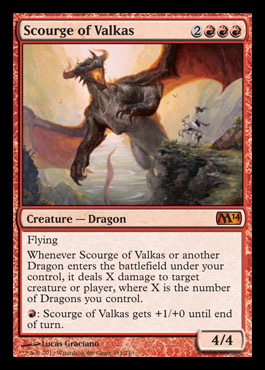 Scourge of Valkas 2
M14
Creature — Dragon
Flying
Whenever Scourge of Valkas or another
Dragon enters the battlefield under your
control, it deals X damage to target
creature or player, where X is the number
of Dragons you control.
: Scourge of Valkas gets +1/+0 until end
of turn.
4/4
Lucas Graciano